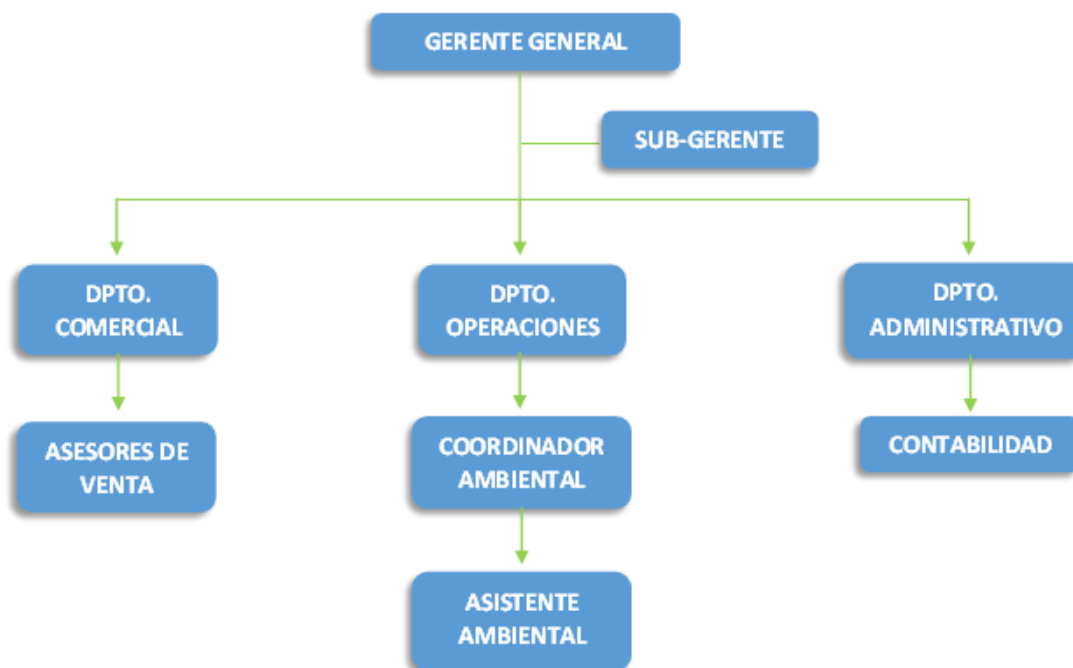 GERENTE GENERAL
SUB-GERENTE
DPTO.
COMERCIAL
DPTO.
OPERACIONES
DPTO.
ADMINISTRATIVO
ASESORES DE
VENTA
COORDINADOR
AMBIENTAL
CONTABILIDAD
ASISTENTE
AMBIENTAL